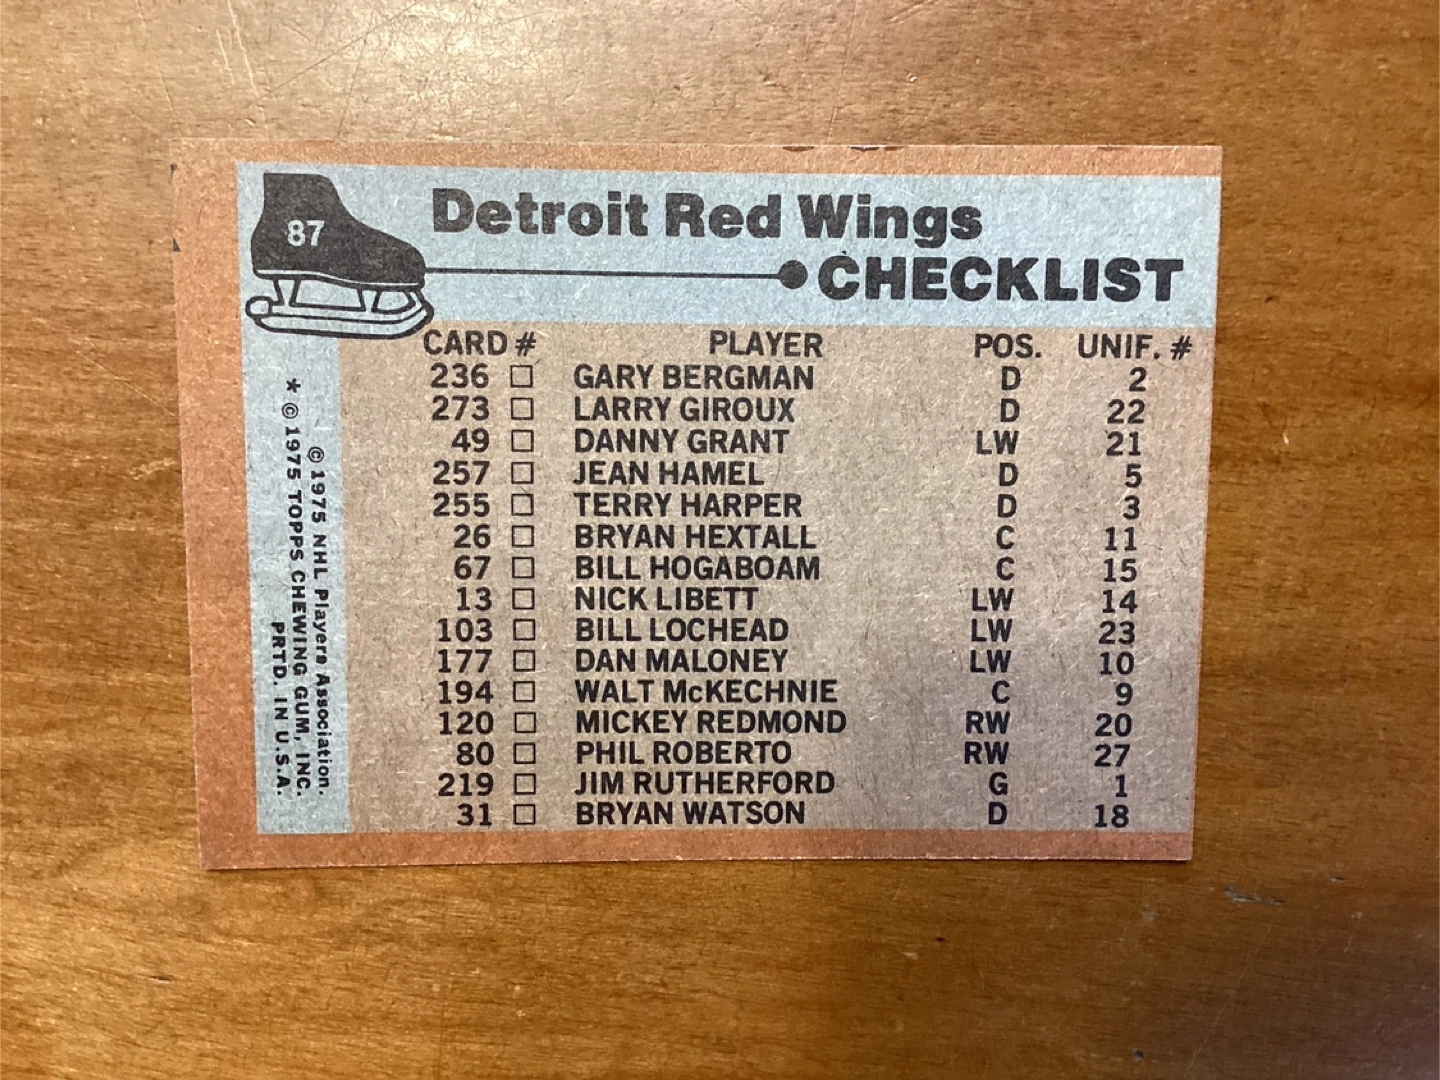 87
Detroit Red Wings
CHECKLIST
CARD # PLAYER POS. UNIF. #
236 □ GARY BERGMAN D 2
273 □ LARRY GIROUX D 22
49 □ DANNY GRANT LW 21
257 □ JEAN HAMEL D 5
255 □ TERRY HARPER D 3
26 □ BRYAN HEXTALL C 11
67 □ BILL HOGABOAM C 15
13 □ NICK LIBETT LW 14
103 □ BILL LOCHEAD LW 23
177 □ DAN MALONEY LW 10
194 □ WALT McKECHNIE C 9
120 □ MICKEY REDMOND RW 20
80 □ PHIL ROBERTO RW 27
219 □ JIM RUTHERFORD G 1
31 □ BRYAN WATSON D 18
© 1975 NHL Players Association.
* © 1975 TOPPS CHEWING GUM, INC.
PRTD. IN U.S.A.